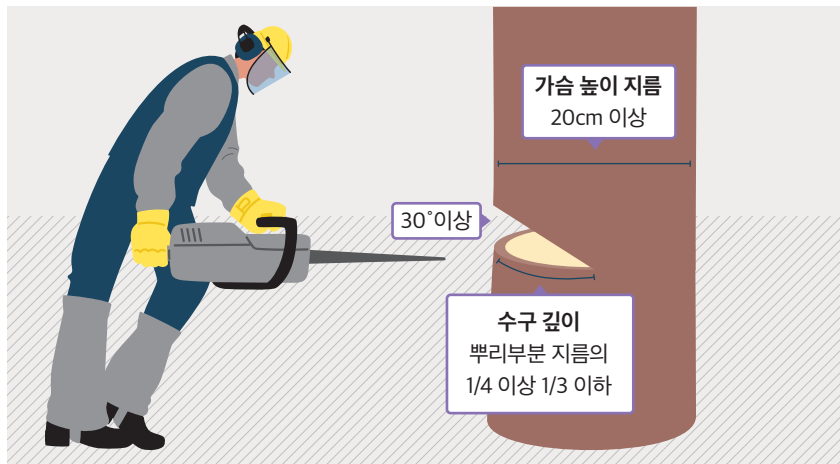 가슴 높이 지름
20cm 이상
30°이상
수구 깊이
뿌리부분 지름의
1/4 이상 1/3 이하